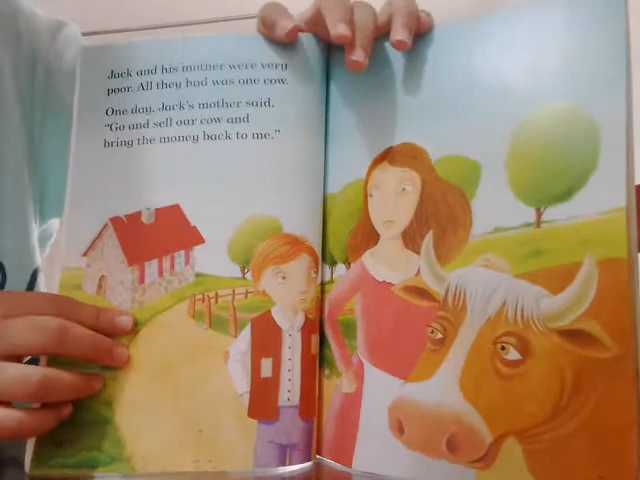 Jack and his mother were very
poor. All they had was one cow.
One day, Jack's mother said,
"Go and sell our cow and
bring the money back to me."